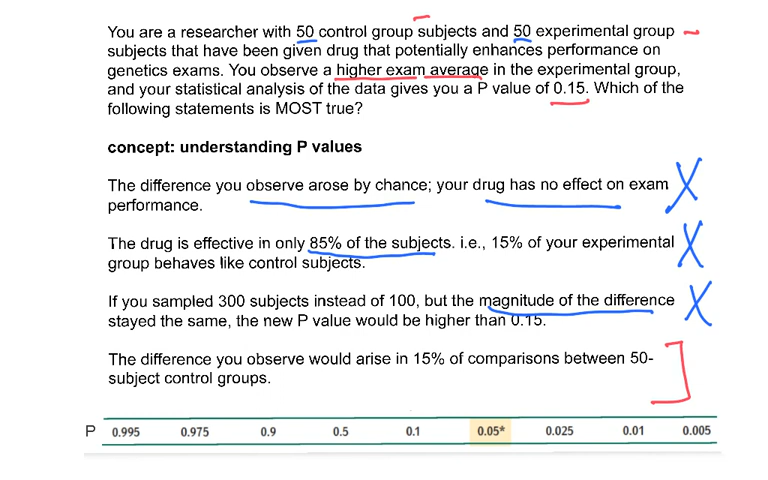 You are a researcher with 50 control group subjects and 50 experimental group
subjects that have been given drug that potentially enhances performance on
genetics exams. You observe a higher exam average in the experimental group,
and your statistical analysis of the data gives you a P value of 0.15. Which of the
following statements is MOST true?
concept: understanding P values
The difference you observe arose by chance; your drug has no effect on exam
performance.
The drug is effective in only 85% of the subjects. i.e., 15% of your experimental
group behaves like control subjects.
If you sampled 300 subjects instead of 100, but the magnitude of the difference
stayed the same, the new P value would be higher than 0.15.
The difference you observe would arise in 15% of comparisons between 50-
subject control groups.
P 0.995 0.975 0.9 0.5 0.1 0.05* 0.025 0.01 0.005